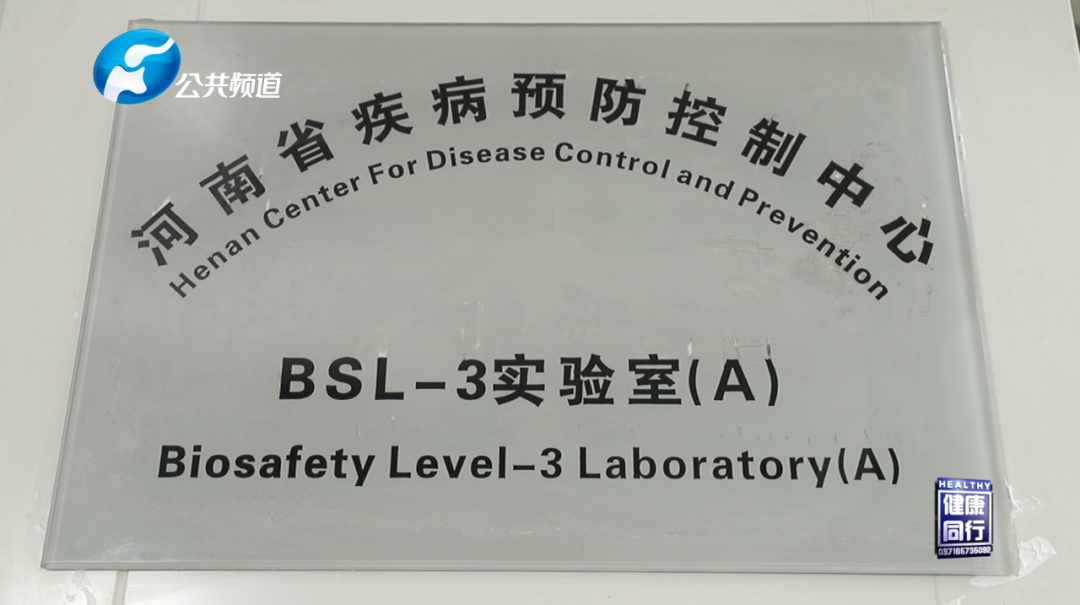 公共频道
河南省疾病预防控制中心
Henan Center For Disease Control and Prevention
BSL-3实验室(A)
Biosafety Level-3 Laboratory(A)
HEALTHY
健康
同行
037165735092